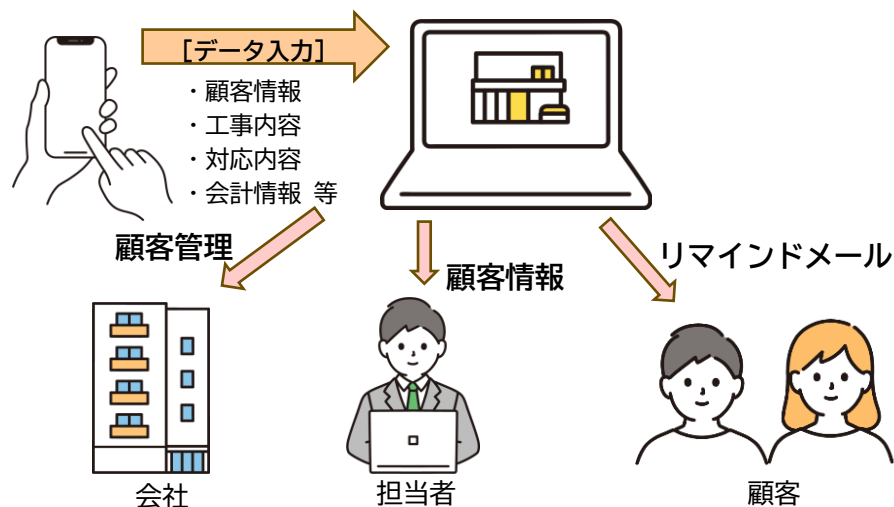 [データ入力]
・顧客情報
・工事内容
・対応内容
・会計情報 等
顧客管理
顧客情報
リマインドメール
会社
担当者
顧客